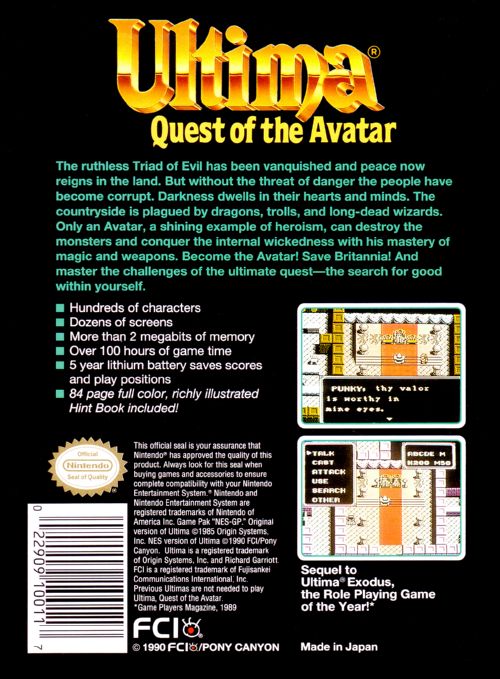 Ultima®
Quest of the Avatar
The ruthless Triad of Evil has been vanquished and peace now
reigns in the land. But without the threat of danger the people have
become corrupt. Darkness dwells in their hearts and minds. The
countryside is plagued by dragons, trolls, and long-dead wizards.
Only an Avatar, a shining example of heroism, can destroy the
monsters and conquer the internal wickedness with his mastery of
magic and weapons. Become the Avatar! Save Britannia! And
master the challenges of the ultimate quest—the search for good
within yourself.
■ Hundreds of characters
■ Dozens of screens
■ More than 2 megabits of memory
■ Over 100 hours of game time
■ 5 year lithium battery saves scores
and play positions
■ 84 page full color, richly illustrated
Hint Book included!
PUNKY, thy valor
is worthy in
mine eyes.
Official
Nintendo
Seal of Quality
This official seal is your assurance that
Nintendo® has approved the quality of this
product. Always look for this seal when
buying games and accessories to ensure
complete compatibility with your Nintendo
Entertainment System.® Nintendo and
Nintendo Entertainment System are
registered trademarks of Nintendo of
America Inc. Game Pak "NES-GP." Original
version of Ultima ©1985 Origin Systems,
Inc. NES version of Ultima ©1990 FCI/Pony
Canyon. Ultima is a registered trademark
of Origin Systems, Inc. and Richard Garriott.
FCI is a registered trademark of Fujisankei
Communications International, Inc.
Previous Ultimas are not needed to play
Ultima, Quest of the Avatar.
*Game Players Magazine, 1989
TALK
CAST
ATTACK
USE
SEARCH
OTHER
ABCDE M
H200 M50
Sequel to
Ultima® Exodus,
the Role Playing Game
of the Year!*
0 22909 10011 7
FCI®
© 1990 FCI/PONY CANYON
Made in Japan